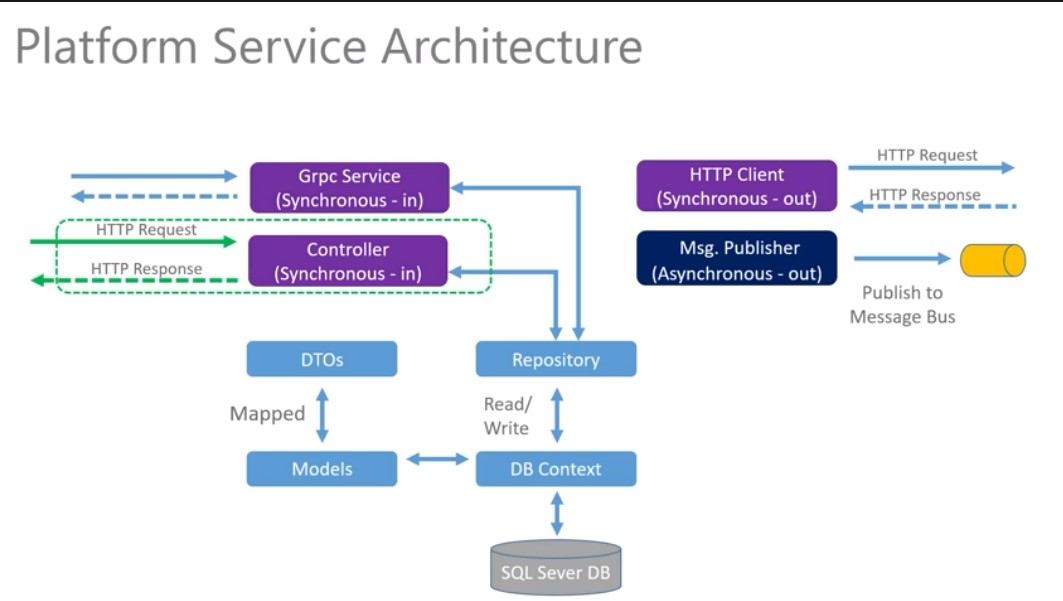 Platform Service Architecture
Grpc Service
(Synchronous - in)
HTTP Request
Controller
(Synchronous - in)
HTTP Response
HTTP Client
(Synchronous - out)
HTTP Request
HTTP Response
Msg. Publisher
(Asynchronous - out)
Publish to
Message Bus
DTOs
Repository
Mapped
Read/
Write
Models
DB Context
SQL Sever DB